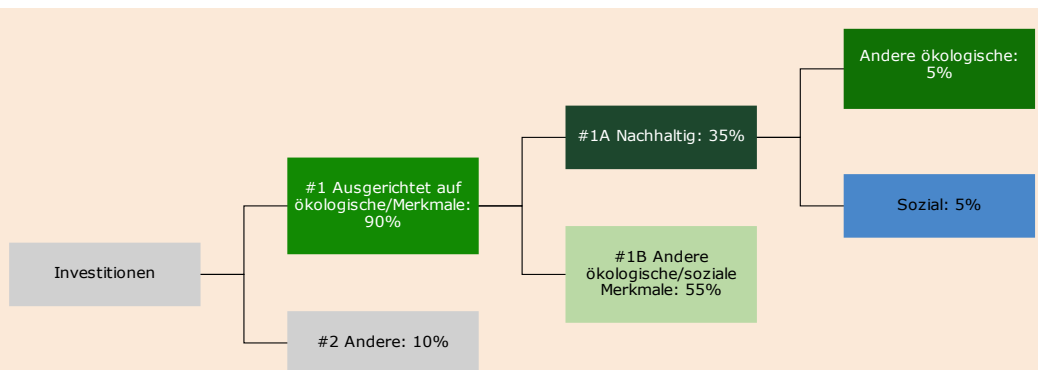 Investitionen
#1 Ausgerichtet auf
ökologische/Merkmale:
90%
#2 Andere: 10%
#1A Nachhaltig: 35%
#1B Andere
ökologische/soziale
Merkmale: 55%
Andere ökologische:
5%
Sozial: 5%